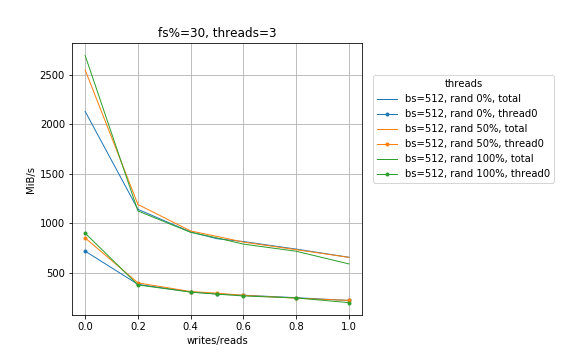 fs%=30, threads=3
MiB/s
2500
2000
1500
1000
500
0.0 0.2 0.4 0.6 0.8 1.0
writes/reads
threads
bs=512, rand 0%, total
bs=512, rand 0%, thread0
bs=512, rand 50%, total
bs=512, rand 50%, thread0
bs=512, rand 100%, total
bs=512, rand 100%, thread0